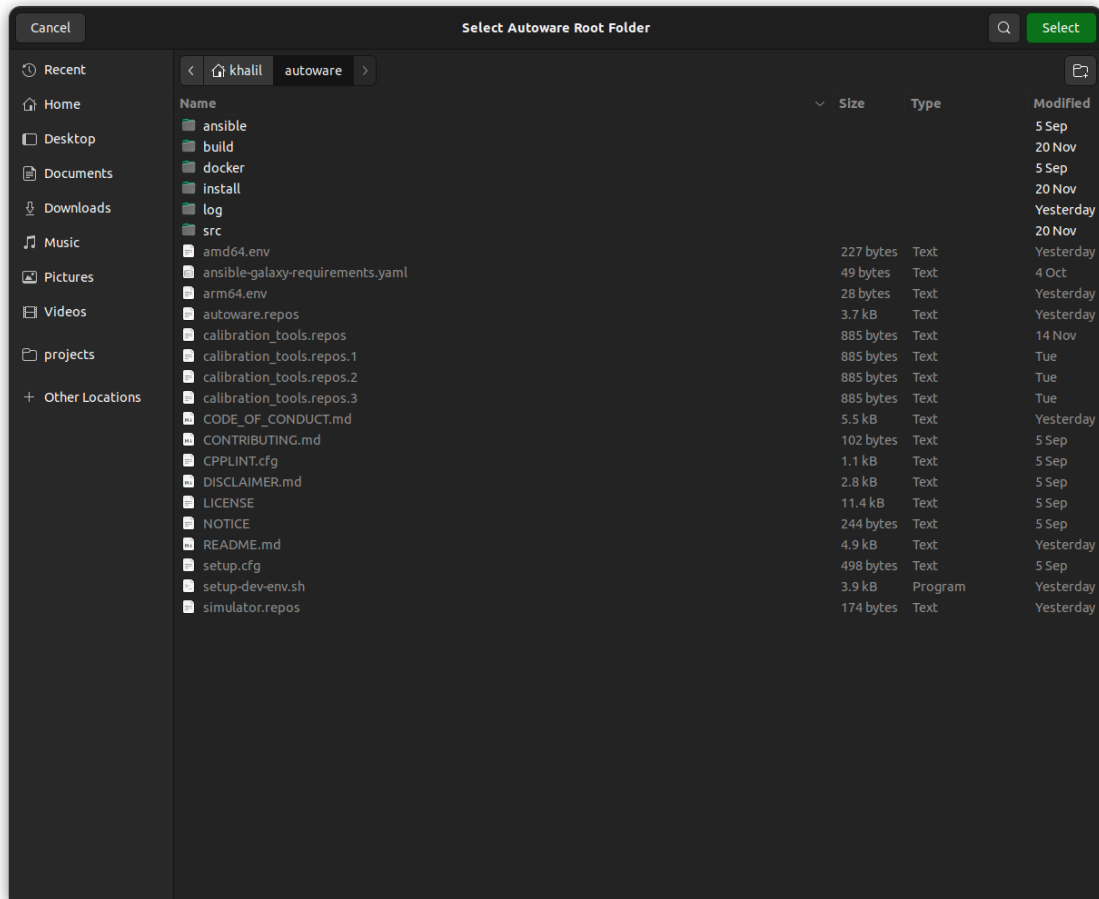 Cancel Select Autoware Root Folder Select
Recent
Home
Desktop
Documents
Downloads
Music
Pictures
Videos
projects
Other Locations
khalil autoware
Name Size Type Modified
ansible 5 Sep
build 20 Nov
docker 5 Sep
install 20 Nov
log Yesterday
src 20 Nov
amd64.env 227 bytes Text Yesterday
ansible-galaxy-requirements.yaml 49 bytes Text 4 Oct
arm64.env 28 bytes Text Yesterday
autoware.repos 3.7 kB Text Yesterday
calibration_tools.repos 885 bytes Text 14 Nov
calibration_tools.repos.1 885 bytes Text Tue
calibration_tools.repos.2 885 bytes Text Tue
calibration_tools.repos.3 885 bytes Text Tue
CODE_OF_CONDUCT.md 5.5 kB Text Yesterday
CONTRIBUTING.md 102 bytes Text 5 Sep
CPPLINT.cfg 1.1 kB Text 5 Sep
DISCLAIMER.md 2.8 kB Text 5 Sep
LICENSE 11.4 kB Text 5 Sep
NOTICE 244 bytes Text 5 Sep
README.md 4.9 kB Text Yesterday
setup.cfg 498 bytes Text 5 Sep
setup-dev-env.sh 3.9 kB Program Yesterday
simulator.repos 174 bytes Text Yesterday